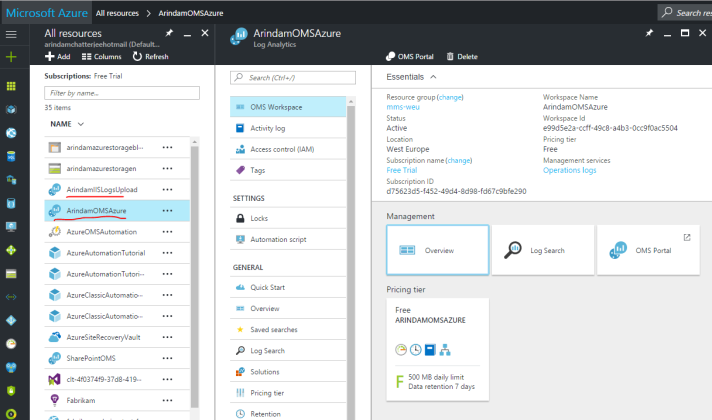 Microsoft Azure
All resources > ArindamOMSAzure
Search res
All resources
arindamchatterjeehotmail (Default...
Add
Columns
Refresh
Subscriptions: Free Trial
Filter by name...
35 items
NAME
arindamazurestoragebl--
arindamazurestoragen
ArindamIISLogsUpload
ArindamOMSAzure
AzureOMSAutomation
AzureAutomationTutorial
AzureAutomationTutori--
AzureClassicAutomatio--
AzureClassicAutomatio--
AzureSiteRecoveryVault
SharePointOMS
clt-4f0374f9-37d8-419--
Fabrikam
ArindamOMSAzure
Log Analytics
Search (Ctrl+/)
OMS Workspace
Activity log
Access control (IAM)
Tags
SETTINGS
Locks
Automation script
GENERAL
Quick Start
Overview
Saved searches
Log Search
Solutions
Pricing tier
Retention
OMS Portal
Delete
Essentials
Resource group (change)
mms-weu
Status
Active
Location
West Europe
Subscription name (change)
Free Trial
Subscription ID
d75623d5-f452-49d4-8d98-fd67c9bfe290
Workspace Name
ArindamOMSAzure
Workspace Id
e99d5e2a-ccff-49c8-a4b3-0cc9f0ac5504
Pricing tier
Free
Management services
Operations logs
Management
Overview
Log Search
OMS Portal
Pricing tier
Free
ARINDAMOMSAZURE
F
500 MB daily limit
Data retention 7 days